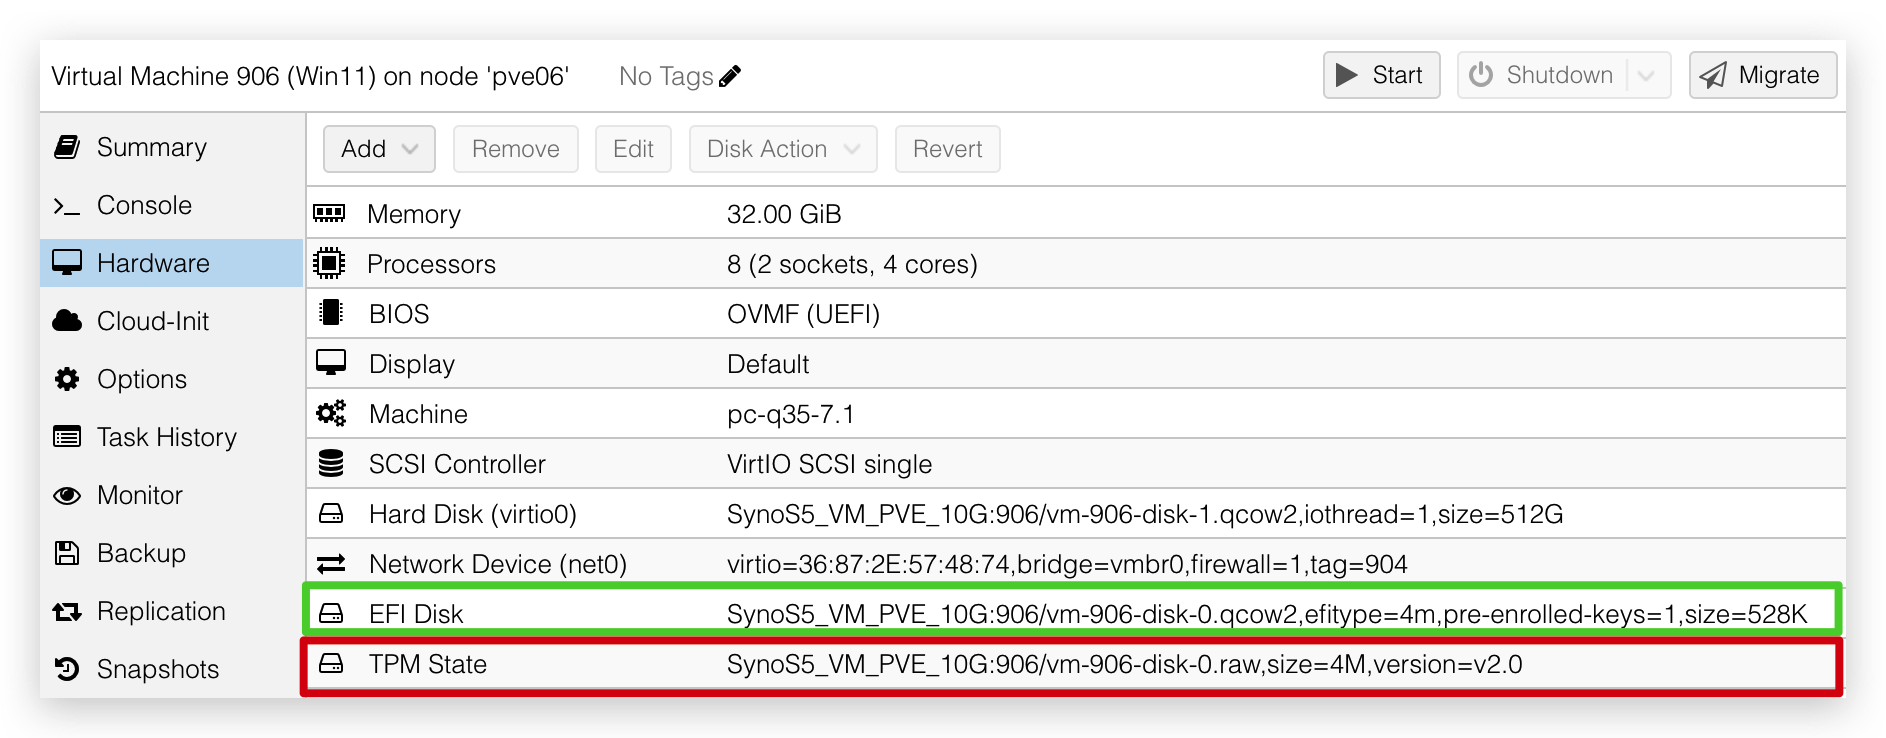 Virtual Machine 906 (Win11) on node 'pve06' No Tags Start Shutdown Migrate
Summary
Console
Hardware
Cloud-Init
Options
Task History
Monitor
Backup
Replication
Snapshots
Add Remove Edit Disk Action Revert
Memory 32.00 GiB
Processors 8 (2 sockets, 4 cores)
BIOS OVMF (UEFI)
Display Default
Machine pc-q35-7.1
SCSI Controller VirtIO SCSI single
Hard Disk (virtio0) SynoS5_VM_PVE_10G:906/vm-906-disk-1.qcow2,iothread=1,size=512G
Network Device (net0) virtio=36:87:2E:57:48:74,bridge=vmbr0,firewall=1,tag=904
EFI Disk SynoS5_VM_PVE_10G:906/vm-906-disk-0.qcow2,efitype=4m,pre-enrolled-keys=1,size=528K
TPM State SynoS5_VM_PVE_10G:906/vm-906-disk-0.raw,size=4M,version=v2.0